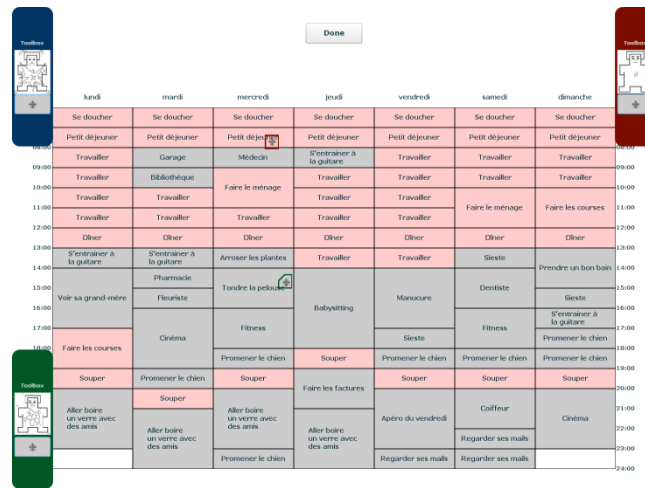 Done
Toolbox
Toolbox
lundi mardi mercredi jeudi vendredi samedi dimanche
Se doucher Se doucher Se doucher Se doucher Se doucher Se doucher Se doucher
Petit déjeuner Petit déjeuner Petit déjeuner Petit déjeuner Petit déjeuner Petit déjeuner Petit déjeuner
08:00 08:00
Travailler Garage Médecin S'entrainer à la guitare Travailler Travailler Travailler
09:00 09:00
Travailler Bibliothèque Faire le ménage Travailler Travailler Travailler Travailler
10:00 10:00
Travailler Travailler Travailler Travailler Faire le ménage Faire les courses
11:00 11:00
Travailler Travailler Travailler Travailler Travailler
12:00 12:00
Dîner Dîner Dîner Dîner Dîner Dîner Dîner
13:00 13:00
S'entrainer à la guitare S'entrainer à la guitare Arroser les plantes Travailler Travailler Sieste Prendre un bon bain
14:00 14:00
Voir sa grand-mère Pharmacie Tondre la pelouse Babysitting Manucure Dentiste
15:00 15:00
Fleuriste Sieste
16:00 16:00
Cinéma Fitness Fitness S'entrainer à la guitare
17:00 17:00
Faire les courses Sieste Promener le chien
18:00 18:00
Promener le chien Souper Promener le chien Promener le chien Promener le chien
19:00 19:00
Souper Promener le chien Souper Faire les factures Souper Souper Souper
Toolbox
20:00
Aller boire un verre avec des amis Souper Aller boire un verre avec des amis Apéro du vendredi Coiffeur Cinéma
21:00
Aller boire un verre avec des amis Aller boire un verre avec des amis
22:00
Regarder ses mails
23:00
Promener le chien Regarder ses mails Regarder ses mails
24:00